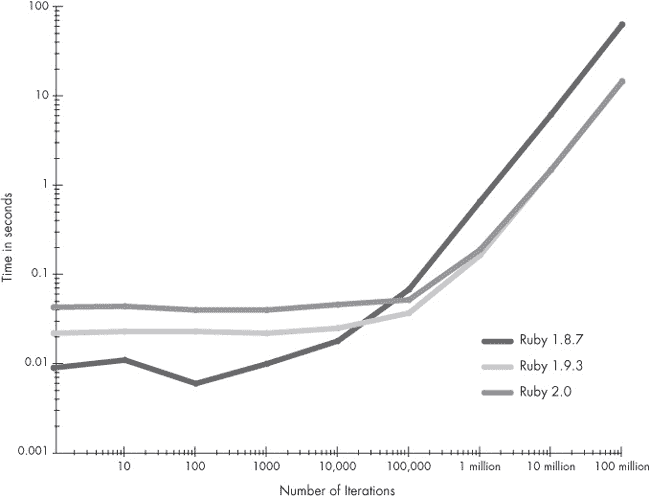 100
10
1
0.1
0.01
0.001
Time in seconds
Ruby 1.8.7
Ruby 1.9.3
Ruby 2.0
10 100 1000 10,000 100,000 1 million 10 million 100 million
Number of Iterations